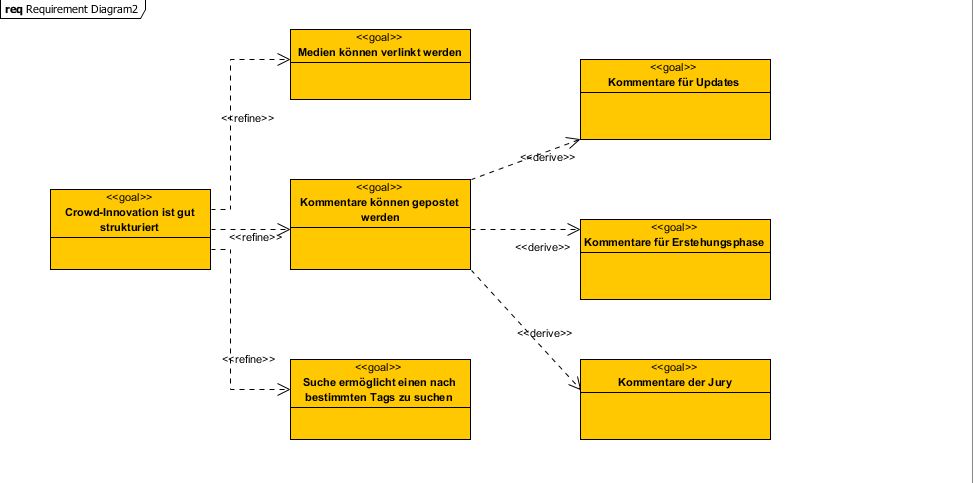 req Requirement Diagram2
<<goal>>
Medien können verlinkt werden
<<refine>>
<<goal>>
Crowd-Innovation ist gut
strukturiert
<<refine>>
<<goal>>
Kommentare können gepostet
werden
<<refine>>
<<goal>>
Suche ermöglicht einen nach
bestimmten Tags zu suchen
<<derive>>
<<goal>>
Kommentare für Updates
<<derive>>
<<goal>>
Kommentare für Erstehungsphase
<<derive>>
<<goal>>
Kommentare der Jury